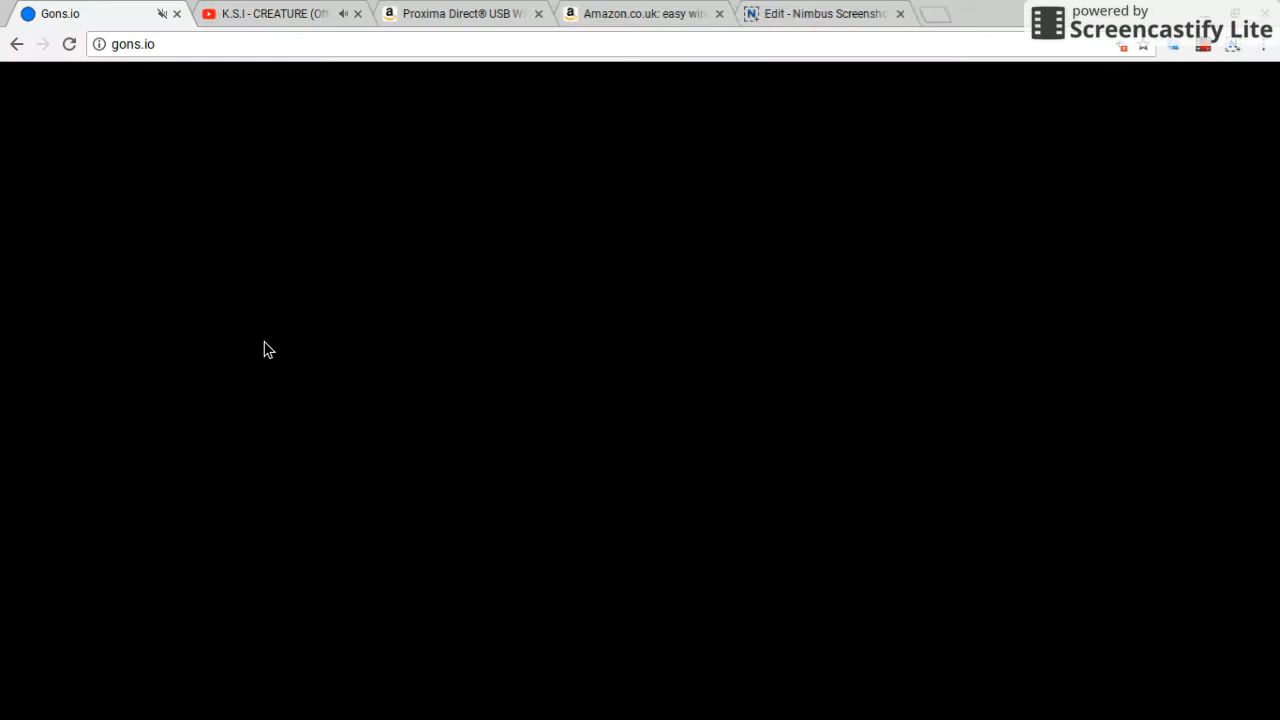 Gons.io
K.S.I - CREATURE (Off
Proxima Direct® USB Wi
Amazon.co.uk: easy wir
Edit - Nimbus Screensho
powered by
Screencastify Lite
gons.io